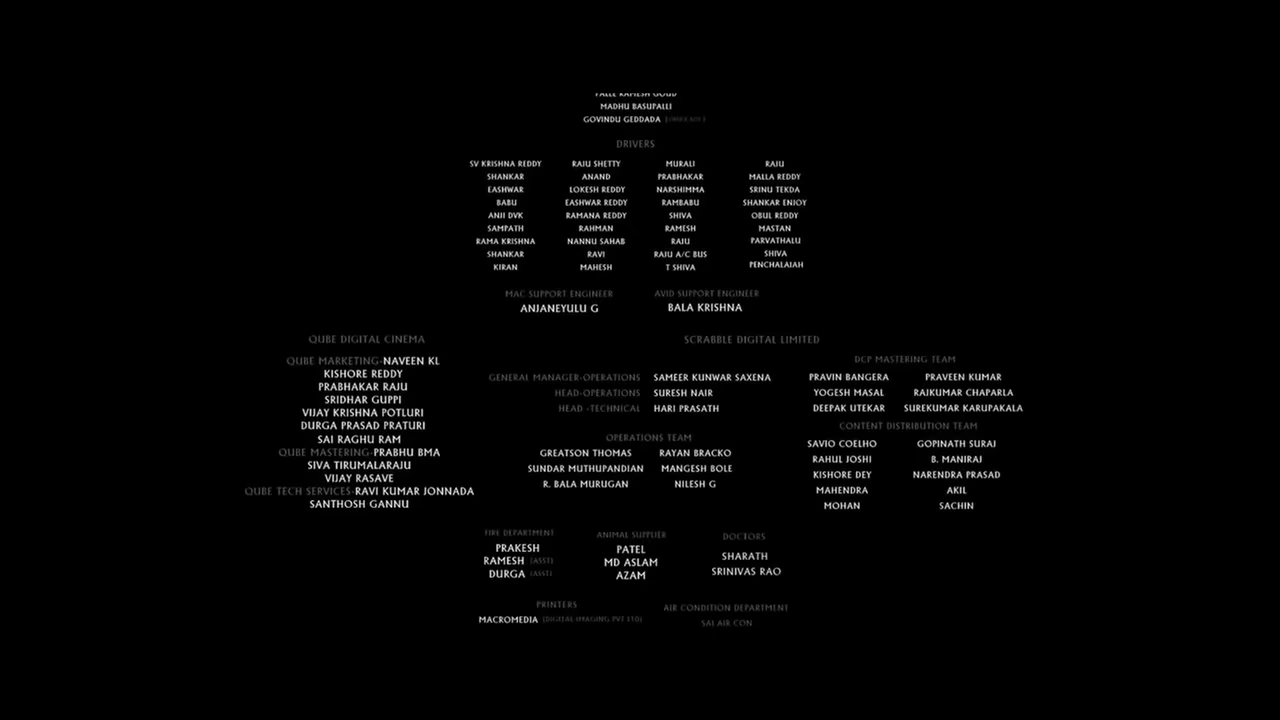 PALLE RAMESH GOUD
MADHU BASUPALLI
GOVINDU GEDDADA
DRIVERS
SV KRISHNA REDDY RAJU SHETTY MURALI RAJU
SHANKAR ANAND PRABHAKAR MALLA REDDY
EASHWAR LOKESH REDDY NARSHIMMA SRINU TEKDA
BABU EASHWAR REDDY RAMBABU SHANKAR ENJOY
ANJI DVK RAMANA REDDY SHIVA OBUL REDDY
SAMPATH RAHMAN RAMESH MASTAN
RAMA KRISHNA NANNU SAHAB RAJU PARVATHALU
SHANKAR RAVI RAJU A/C BUS SHIVA
KIRAN MAHESH T SHIVA PENCHALAIAH
MAC SUPPORT ENGINEER AVID SUPPORT ENGINEER
ANJANEYULU G BALA KRISHNA
QUBE DIGITAL CINEMA
QUBE MARKETING-NAVEEN KL
KISHORE REDDY
PRABHAKAR RAJU
SRIDHAR GUPPI
VIJAY KRISHNA POTLURI
DURGA PRASAD PRATURI
SAI RAGHU RAM
QUBE MASTERING-PRABHU BMA
SIVA TIRUMALARAJU
VIJAY RASAVE
QUBE TECH SERVICES-RAVI KUMAR JONNADA
SANTHOSH GANNU
SCRABBLE DIGITAL LIMITED
GENERAL MANAGER-OPERATIONS SAMEER KUNWAR SAXENA
HEAD-OPERATIONS SURESH NAIR
HEAD -TECHNICAL HARI PRASATH
OPERATIONS TEAM
GREATSON THOMAS RAYAN BRACKO
SUNDAR MUTHUPANDIAN MANGESH BOLE
R. BALA MURUGAN NILESH G
DCP MASTERING TEAM
PRAVIN BANGERA PRAVEEN KUMAR
YOGESH MASAL RAJKUMAR CHAPARLA
DEEPAK UTEKAR SUREKUMAR KARUPAKALA
CONTENT DISTRIBUTION TEAM
SAVIO COELHO GOPINATH SURAJ
RAHUL JOSHI B. MANIRAJ
KISHORE DEY NARENDRA PRASAD
MAHENDRA AKIL
MOHAN SACHIN
FIRE DEPARTMENT
PRAKESH
RAMESH (ASST)
DURGA (ASST)
ANIMAL SUPPLIER
PATEL
MD ASLAM
AZAM
DOCTORS
SHARATH
SRINIVAS RAO
PRINTERS
MACROMEDIA (DIGITAL IMAGING PVT LTD)
AIR CONDITION DEPARTMENT
SAI AIR CON